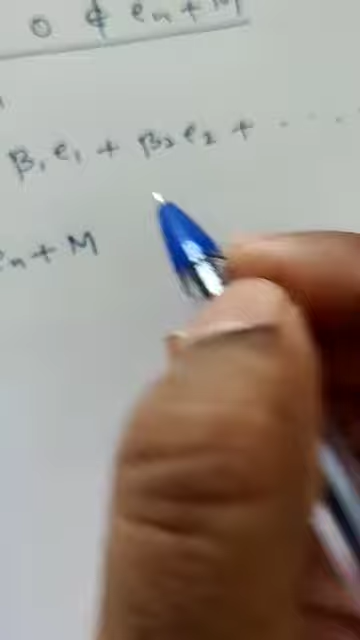 0 ∉ en + M
β₁e₁ + β₂e₂ + ....
en + M